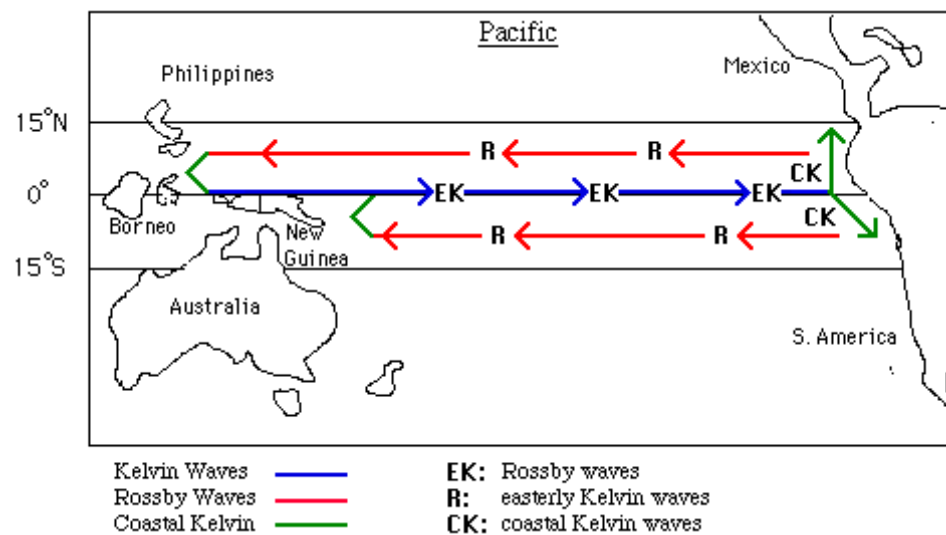 Pacific
Philippines
Mexico
15°N
R
R
CK
0°
EK
EK
EK
CK
Borneo
New
Guinea
R
R
15°S
Australia
S. America
Kelvin Waves
Rossby Waves
Coastal Kelvin
EK: Rossby waves
R: easterly Kelvin waves
CK: coastal Kelvin waves